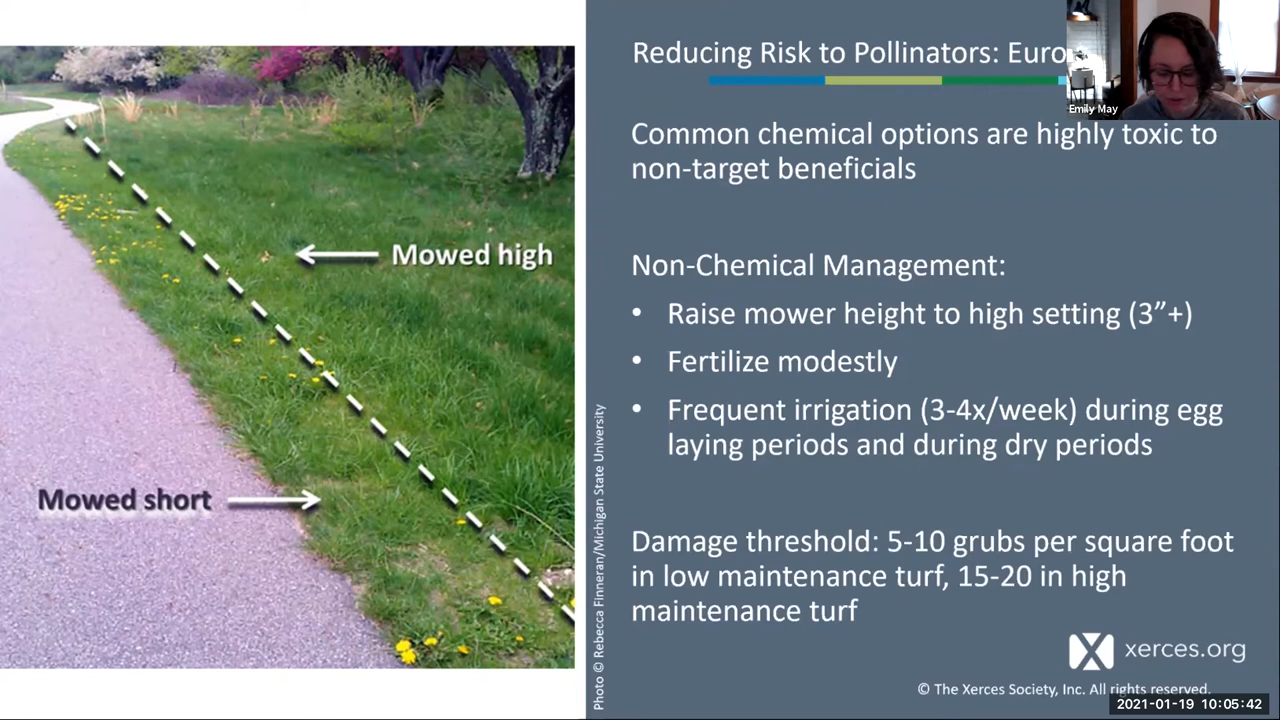 Reducing Risk to Pollinators: Euro
Emily May
Common chemical options are highly toxic to
non-target beneficials
Mowed high
Non-Chemical Management:
• Raise mower height to high setting (3”+)
• Fertilize modestly
• Frequent irrigation (3-4x/week) during egg
laying periods and during dry periods
Mowed short
Damage threshold: 5-10 grubs per square foot
in low maintenance turf, 15-20 in high
maintenance turf
Photo © Rebecca Finneran/Michigan State University
xerces.org
© The Xerces Society, Inc. All rights reserved.
2021-01-19 10:05:42